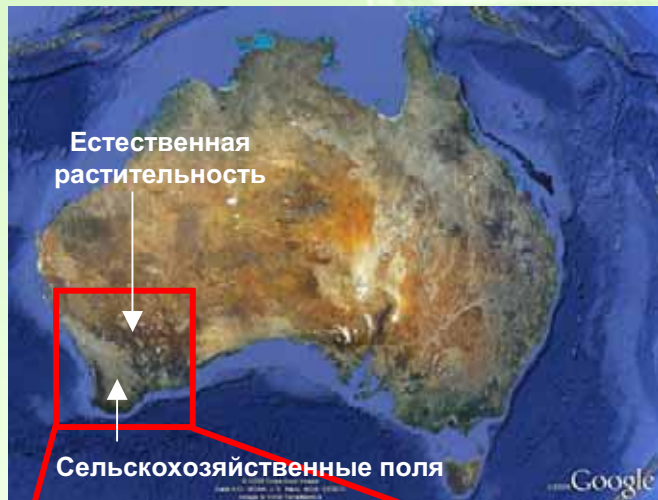 Естественная
растительность
Сельскохозяйственные поля
Google